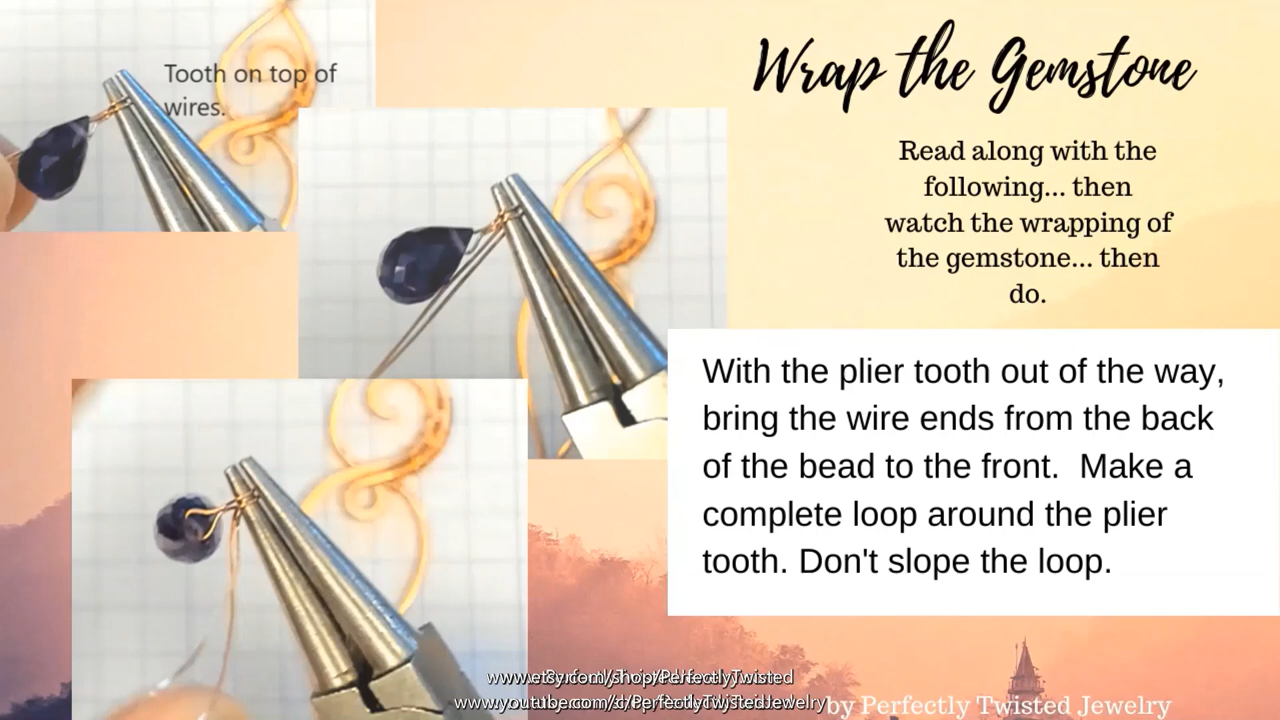 Tooth on top of
wires.
Wrap the Gemstone
Read along with the
following... then
watch the wrapping of
the gemstone... then
do.
With the plier tooth out of the way,
bring the wire ends from the back
of the bead to the front.  Make a
complete loop around the plier
tooth. Don't slope the loop.
by Perfectly Twisted Jewelry